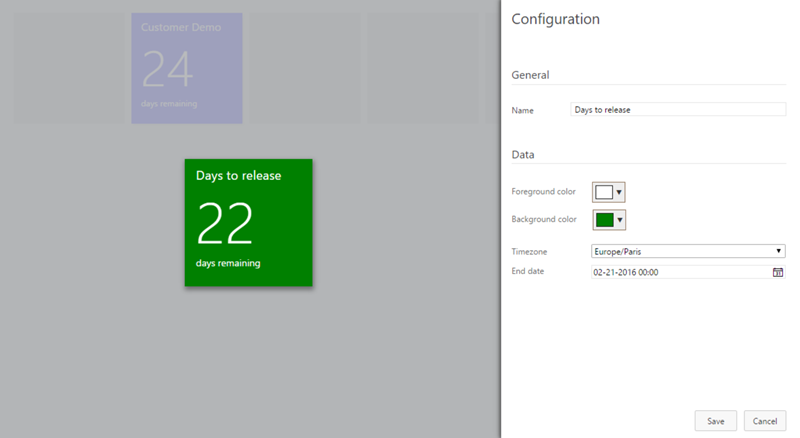 Customer Demo
24
days remaining
Days to release
22
days remaining
Configuration
General
Name
Days to release
Data
Foreground color
Background color
Timezone
Europe/Paris
End date
02-21-2016 00:00
Save
Cancel